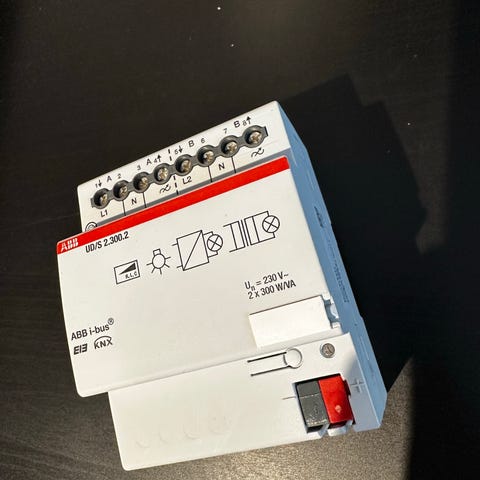 1 A 2 3 A 4 5 B 6 7 B 8
L1 N L2 N
ABB UD/S 2.300.2
R,L,C
Un = 230 V~
2 x 300 W/VA
ABB i-bus®
EIB KNX